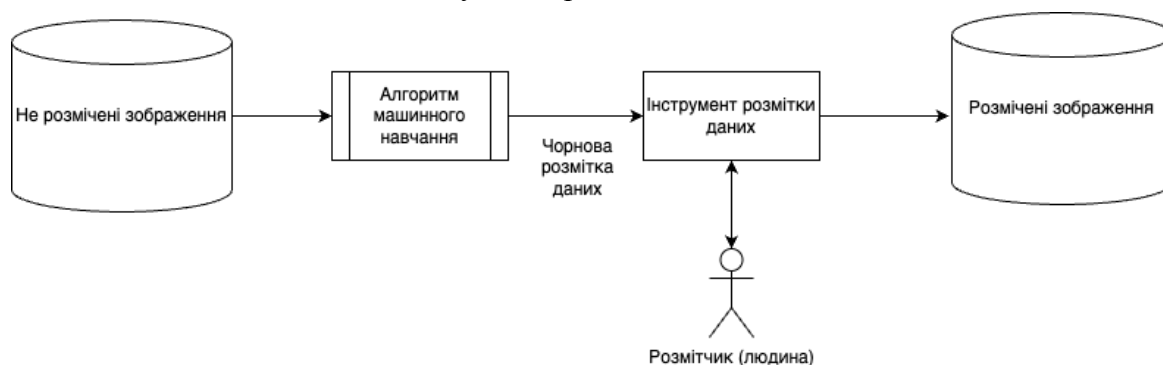 Не розмічені зображення
Алгоритм
машинного
навчання
Чорнова
розмітка
даних
Інструмент розмітки
даних
Розмічені зображення
Розмітчик (людина)